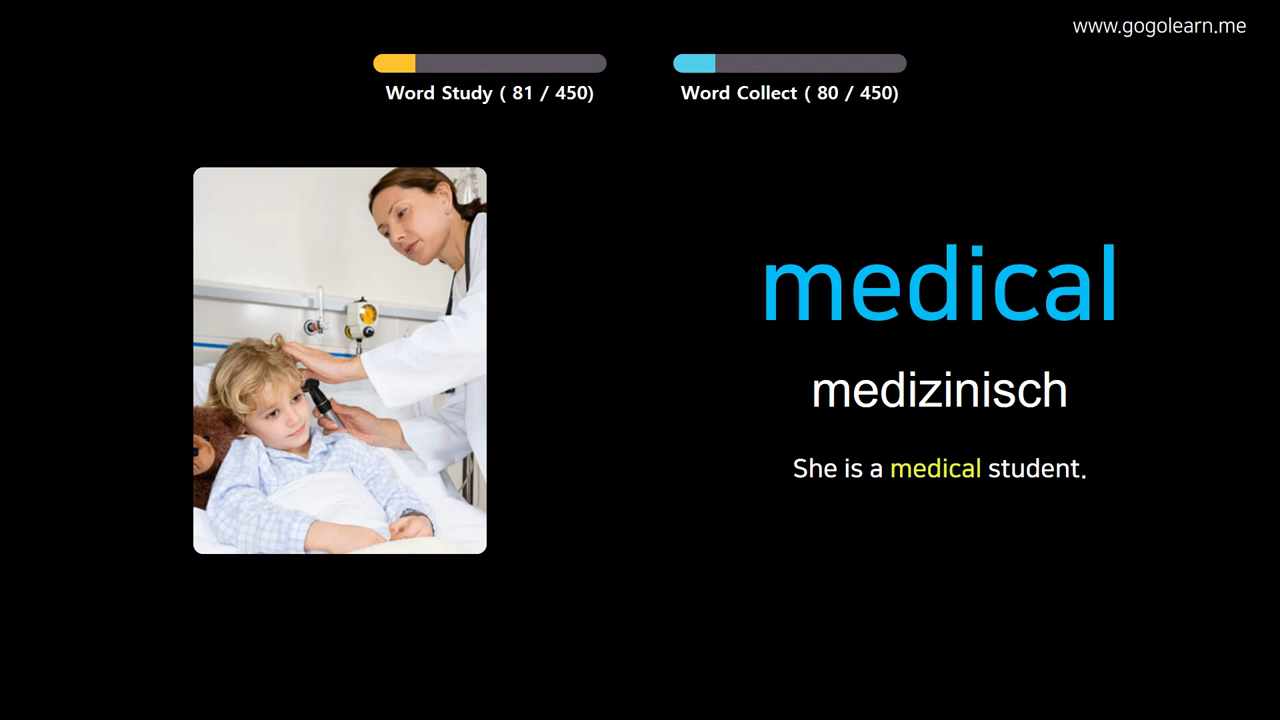 www.gogolearn.me
Word Study ( 81 / 450)
Word Collect ( 80 / 450)
medical
medizinisch
She is a medical student.